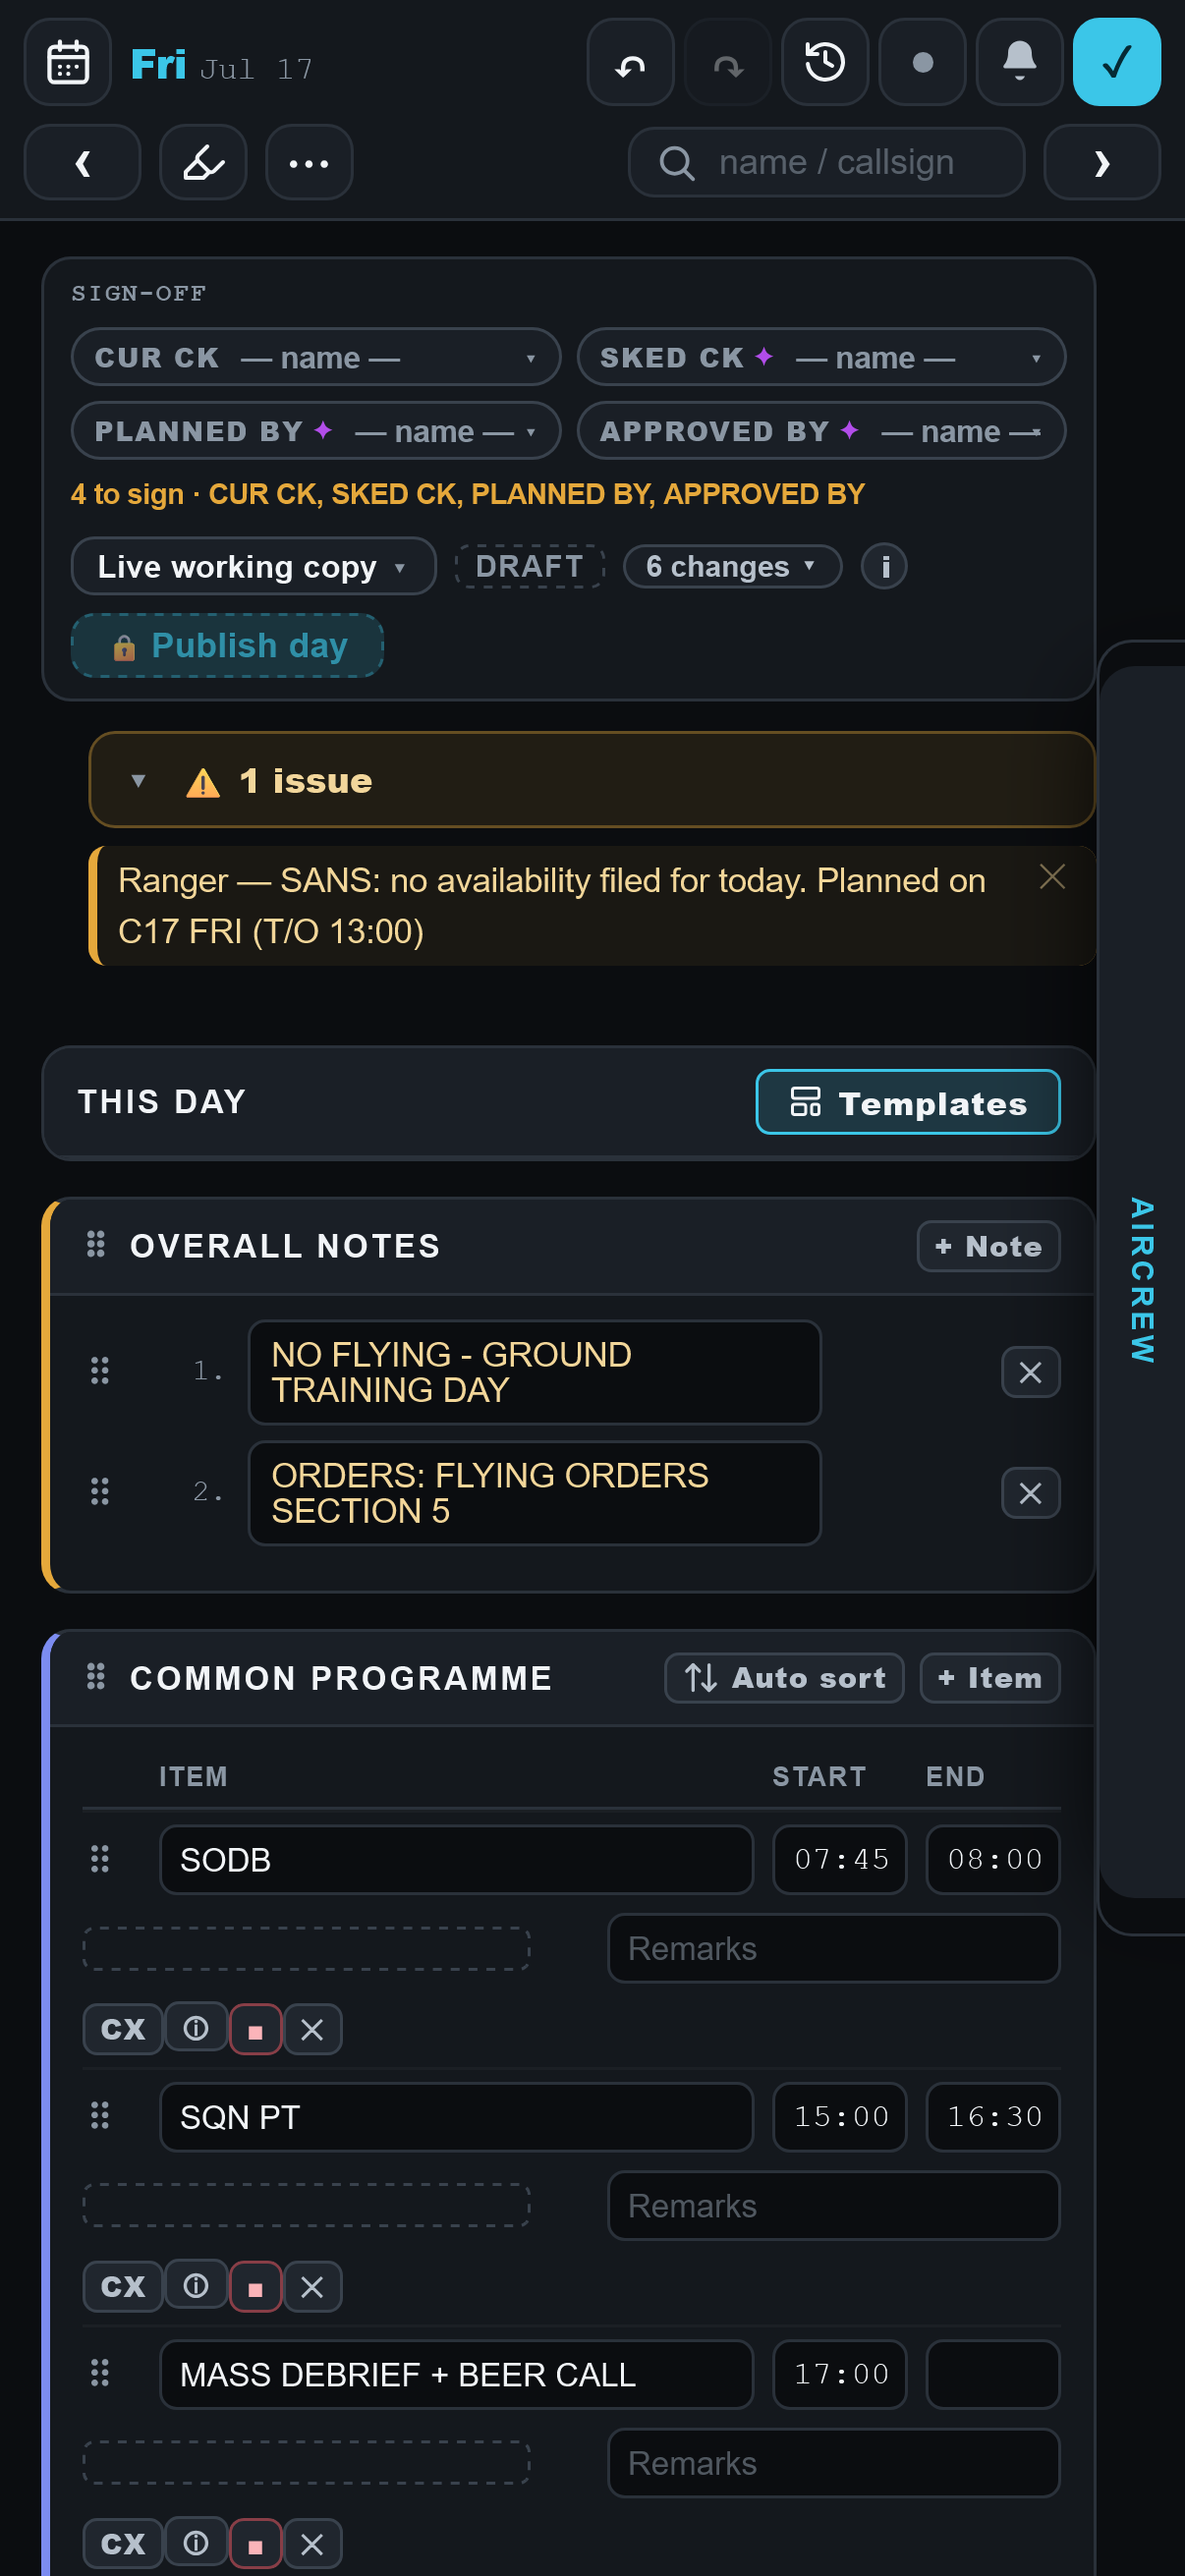 Fri Jul 17
name / callsign
SIGN-OFF
CUR CK — name —
SKED CK — name —
PLANNED BY — name —
APPROVED BY — name —
4 to sign · CUR CK, SKED CK, PLANNED BY, APPROVED BY
Live working copy
DRAFT
6 changes
i
Publish day
1 issue
Ranger — SANS: no availability filed for today. Planned on
C17 FRI (T/O 13:00)
THIS DAY
Templates
AIRCREW
OVERALL NOTES
+ Note
1.
NO FLYING - GROUND
TRAINING DAY
2.
ORDERS: FLYING ORDERS
SECTION 5
COMMON PROGRAMME
Auto sort
+ Item
ITEM START END
SODB 07:45 08:00
Remarks
CX
SQN PT 15:00 16:30
Remarks
CX
MASS DEBRIEF + BEER CALL 17:00
Remarks
CX